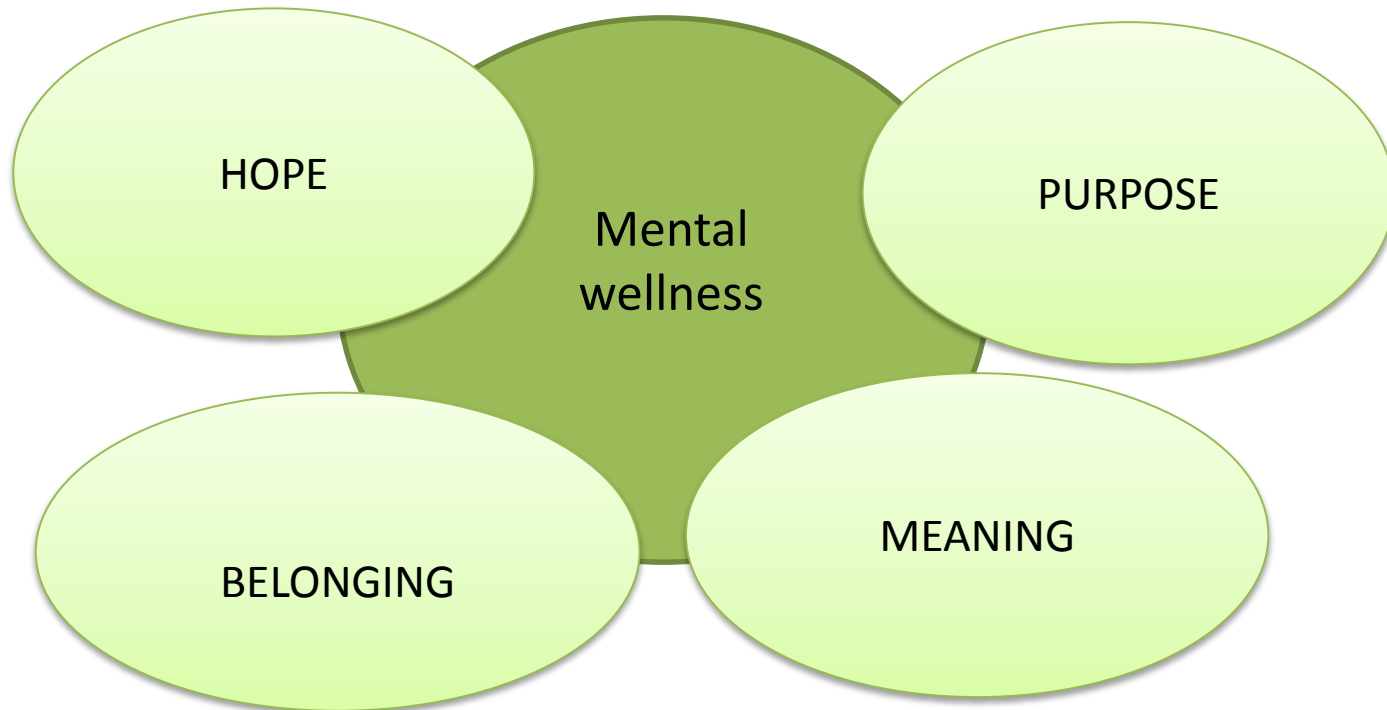 HOPE
PURPOSE
Mental
wellness
MEANING
BELONGING